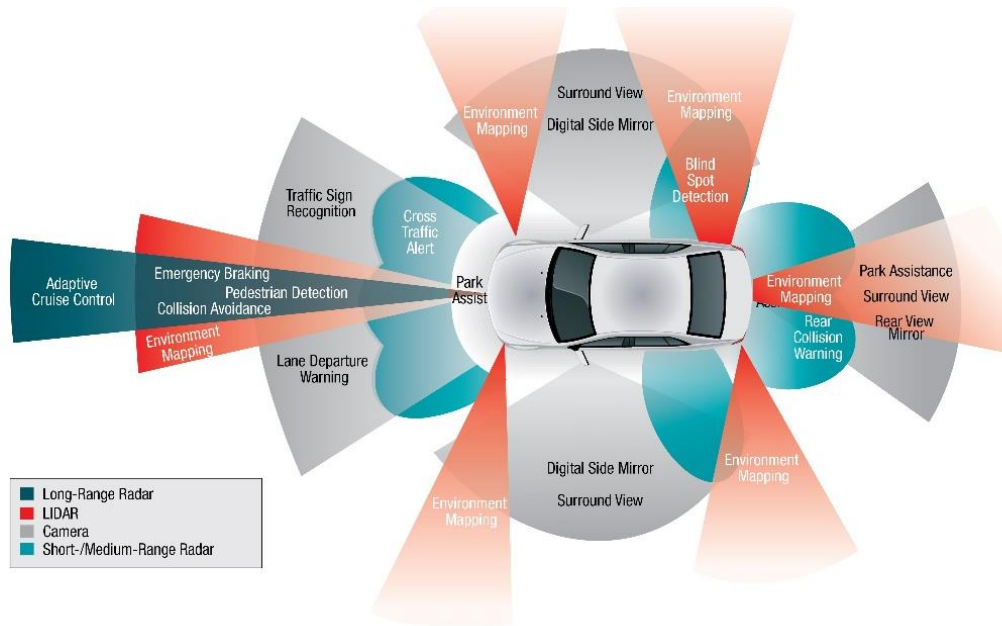 Surround View
Digital Side Mirror
Environment
Mapping
Environment
Mapping
Blind
Spot
Detection
Traffic Sign
Recognition
Cross
Traffic
Alert
Adaptive
Cruise Control
Emergency Braking
Pedestrian Detection
Collision Avoidance
Environment
Mapping
Park
Assist
Lane Departure
Warning
Environment
Mapping
Rear
Collision
Warning
Park Assistance
Surround View
Rear View
Mirror
Digital Side Mirror
Surround View
Environment
Mapping
Environment
Mapping
Long-Range Radar
LIDAR
Camera
Short-/Medium-Range Radar